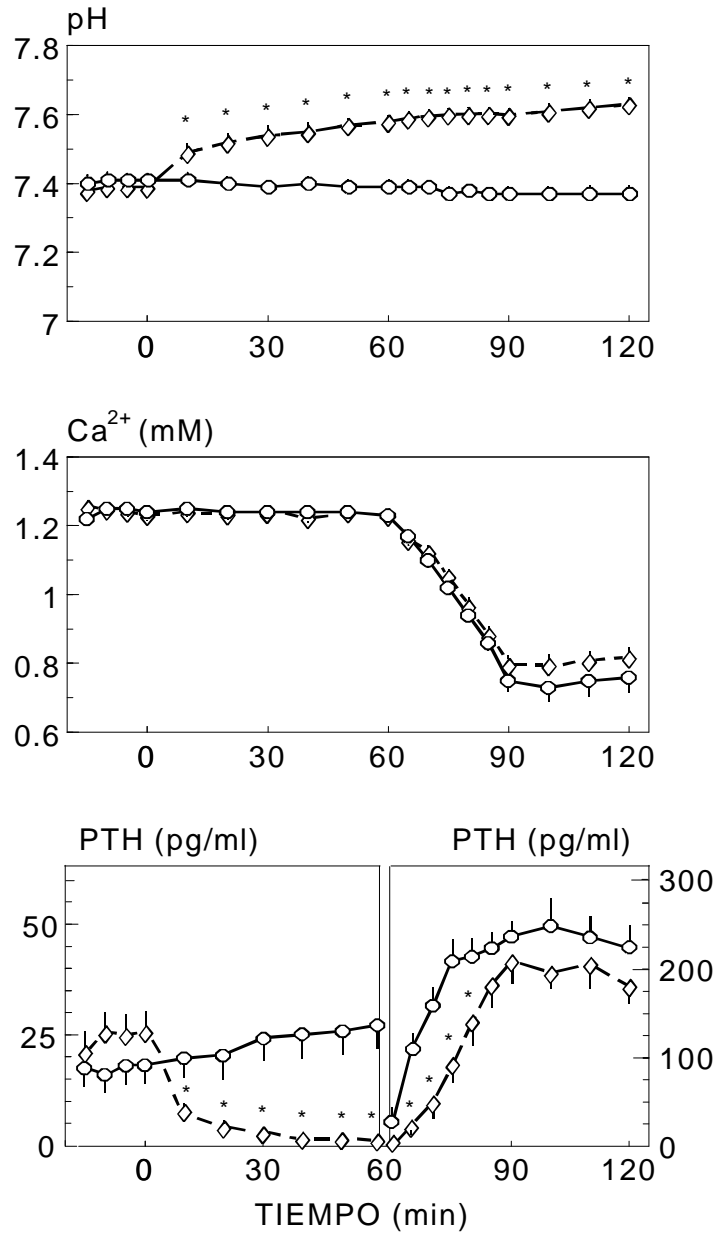 pH
7.8
* * * * * * * * * * * * * *
7.6
7.4
7.2
7
0 30 60 90 120
Ca²⁺ (mM)
1.4
1.2
1
0.8
0.6
0 30 60 90 120
PTH (pg/ml) PTH (pg/ml)
300
50
200
*
*
25
100
* *
* * * * *
*
0 0
0 30 60 90 120
TIEMPO (min)